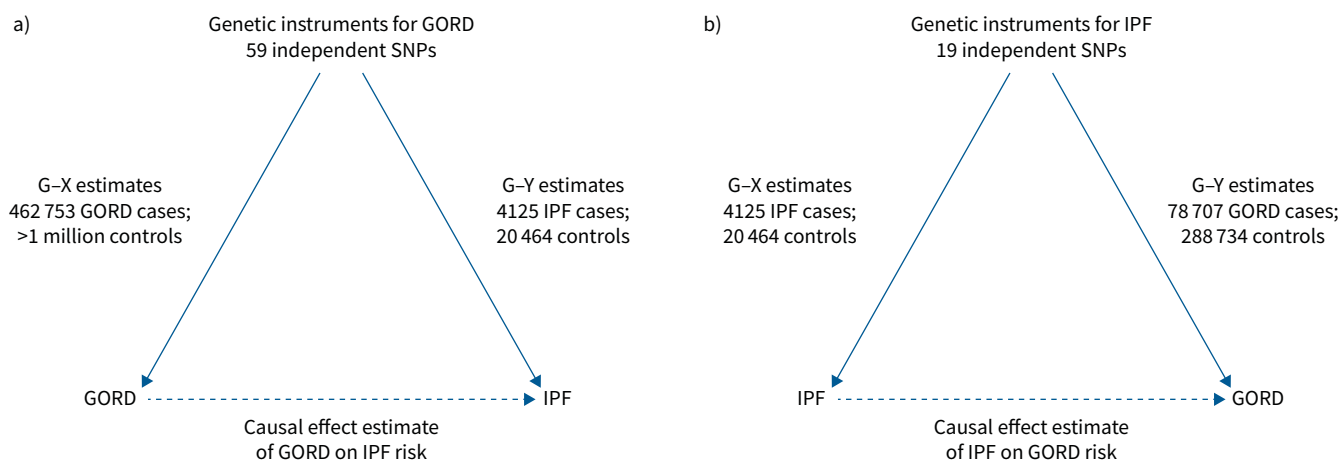 a)
Genetic instruments for GORD
59 independent SNPs
G–X estimates
462 753 GORD cases;
>1 million controls
G–Y estimates
4125 IPF cases;
20 464 controls
GORD
IPF
Causal effect estimate
of GORD on IPF risk
b)
Genetic instruments for IPF
19 independent SNPs
G–X estimates
4125 IPF cases;
20 464 controls
G–Y estimates
78 707 GORD cases;
288 734 controls
IPF
GORD
Causal effect estimate
of IPF on GORD risk